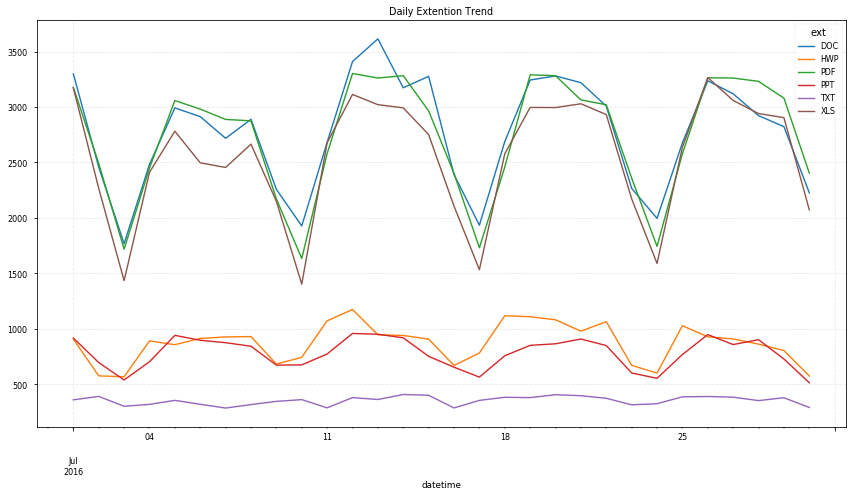 Daily Extention Trend
ext
DOC
HWP
PDF
PPT
TXT
XLS
3500
3000
2500
2000
1500
1000
500
04
11
18
25
Jul
2016
datetime